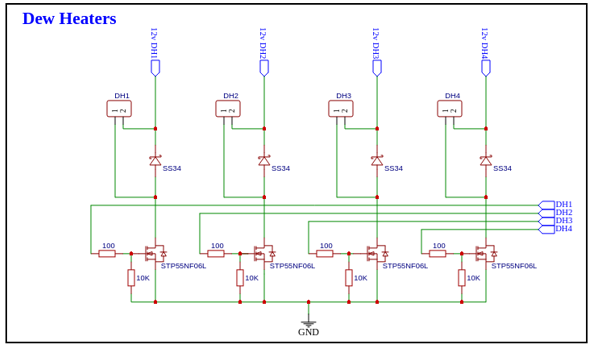 Dew Heaters
12v DH1
12v DH2
12v DH3
12v DH4
DH1
DH2
DH3
DH4
1 2
1 2
1 2
1 2
SS34
SS34
SS34
SS34
DH1
DH2
DH3
DH4
100
100
100
100
STP55NF06L
STP55NF06L
STP55NF06L
STP55NF06L
10K
10K
10K
10K
GND